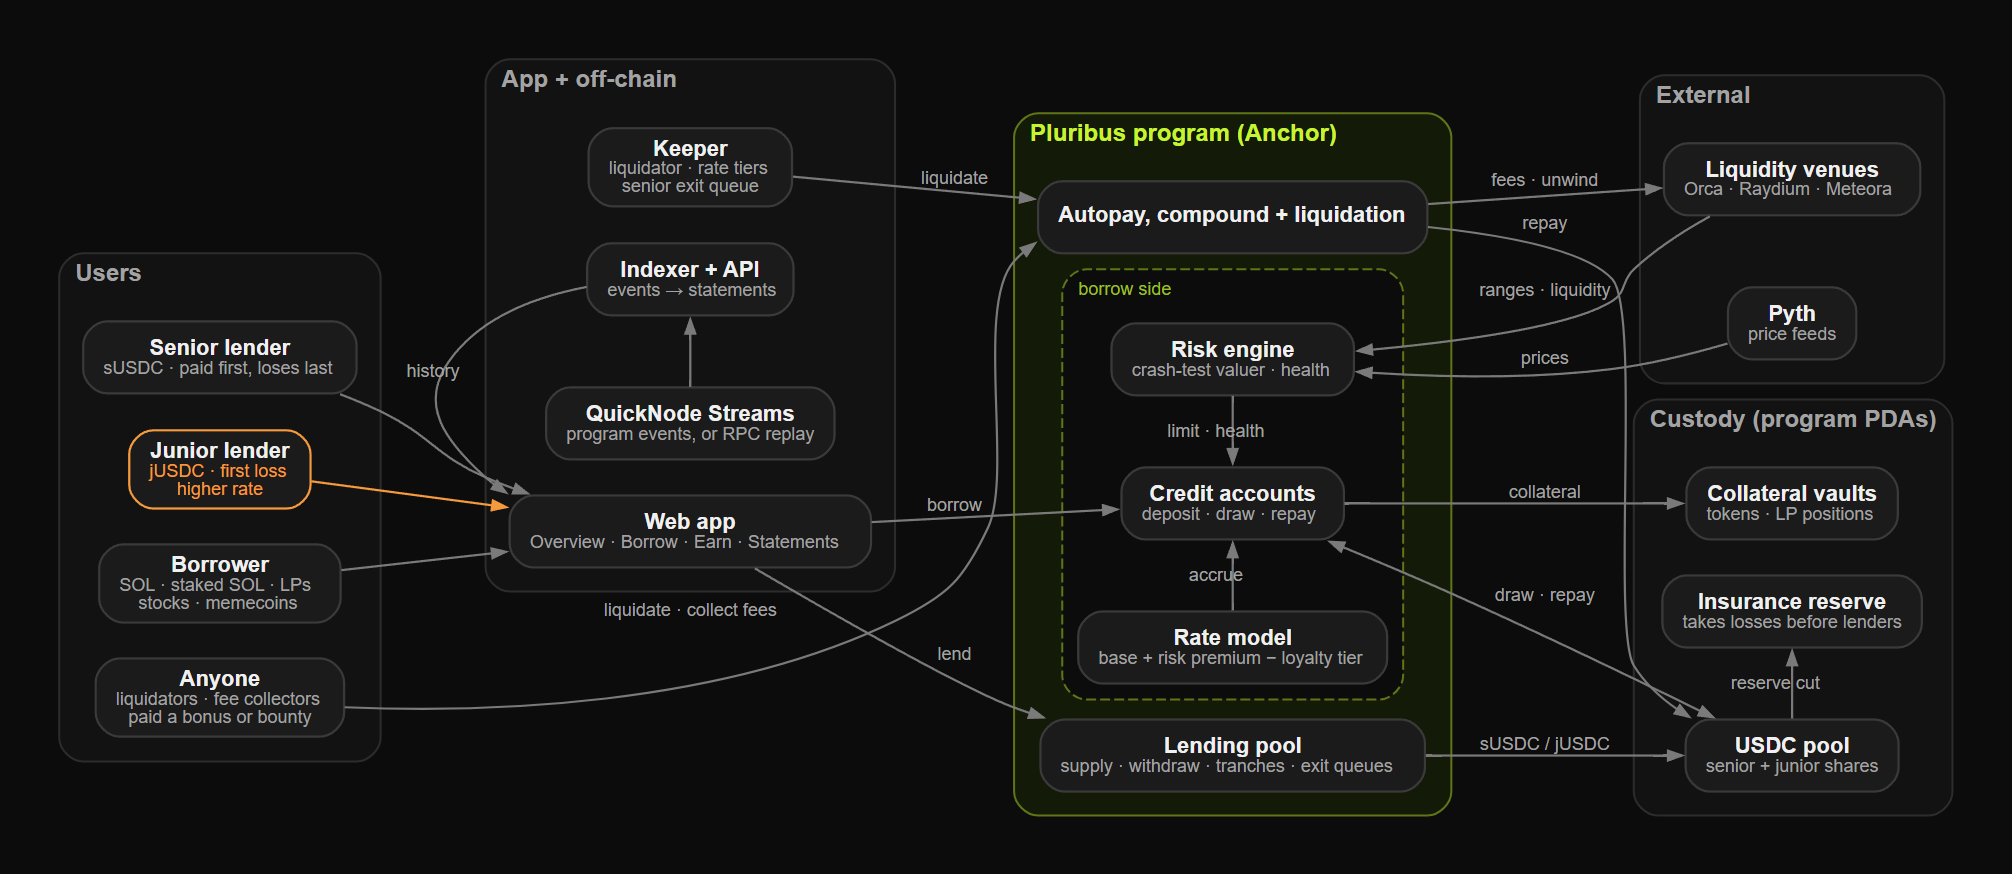 Users
Senior lender
sUSDC · paid first, loses last
Junior lender
jUSDC · first loss
higher rate
Borrower
SOL · staked SOL · LPs
stocks · memecoins
Anyone
liquidators · fee collectors
paid a bonus or bounty
App + off-chain
Keeper
liquidator · rate tiers
senior exit queue
Indexer + API
events → statements
history
QuickNode Streams
program events, or RPC replay
Web app
Overview · Borrow · Earn · Statements
liquidate · collect fees
liquidate
borrow
lend
Pluribus program (Anchor)
Autopay, compound + liquidation
borrow side
Risk engine
crash-test valuer · health
limit · health
Credit accounts
deposit · draw · repay
accrue
Rate model
base + risk premium − loyalty tier
Lending pool
supply · withdraw · tranches · exit queues
fees · unwind
repay
ranges · liquidity
prices
collateral
draw · repay
sUSDC / jUSDC
External
Liquidity venues
Orca · Raydium · Meteora
Pyth
price feeds
Custody (program PDAs)
Collateral vaults
tokens · LP positions
Insurance reserve
takes losses before lenders
reserve cut
USDC pool
senior + junior shares